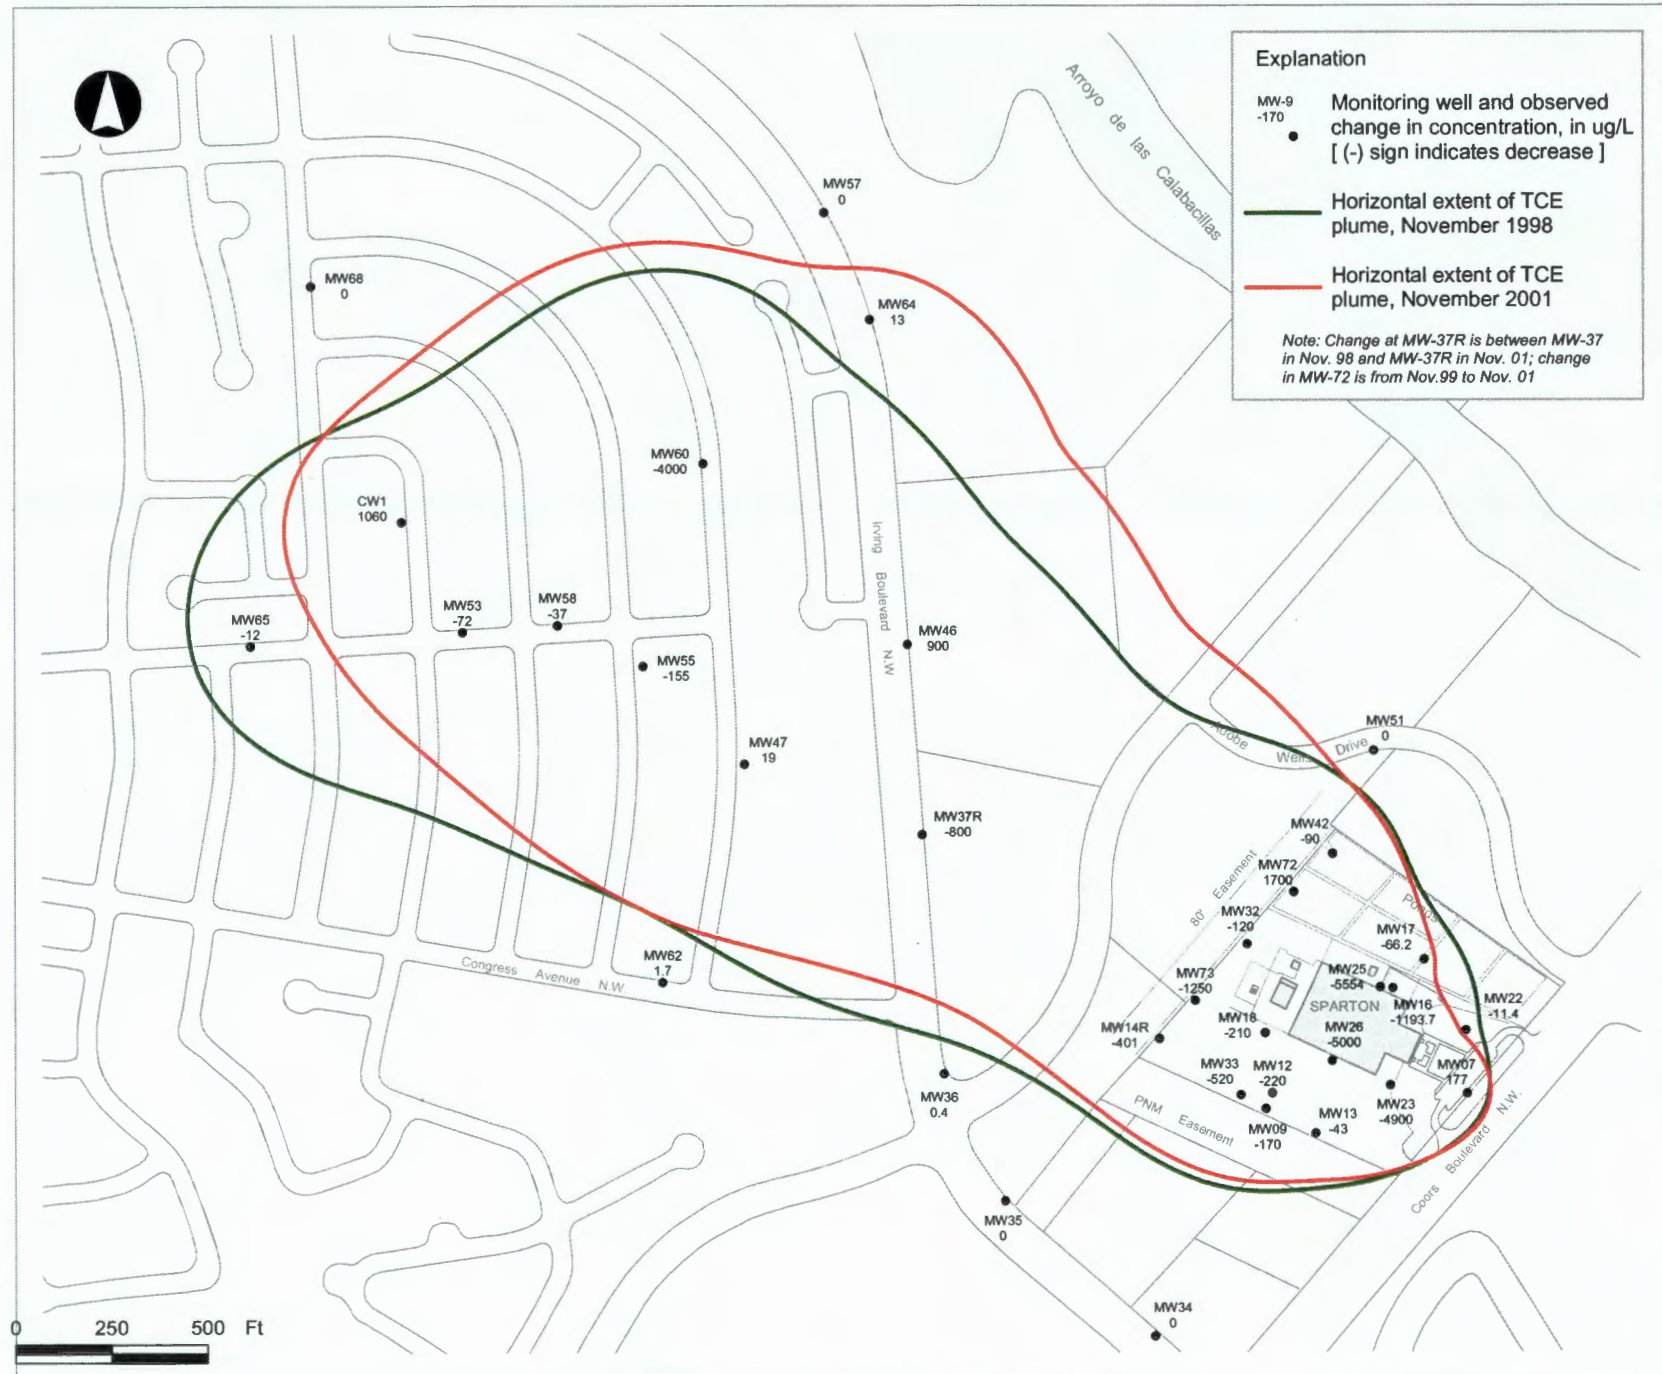 Explanation
MW-9
-170
Monitoring well and observed
change in concentration, in ug/L
[ (-) sign indicates decrease ]
Horizontal extent of TCE
plume, November 1998
Horizontal extent of TCE
plume, November 2001
Note: Change at MW-37R is between MW-37
in Nov. 98 and MW-37R in Nov. 01; change
in MW-72 is from Nov.99 to Nov. 01
Arroyo de las Calabacillas
MW57
0
MW68
0
MW64
13
MW60
-4000
CW1
1060
Irving Boulevard N.W
MW53
-72
MW58
-37
MW65
-12
MW46
900
MW55
-155
MW47
19
MW51
0
Adobe Wells Drive
MW37R
-800
MW42
-90
80' Easement
MW72
1700
Ponds
MW32
-120
MW17
-66.2
MW62
1.7
Congress Avenue N.W.
MW73
-1250
MW25
-5554
SPARTON
MW16
-1193.7
MW22
-11.4
MW18
-210
MW14R
-401
MW26
-5000
MW33
-520
MW12
-220
MW07
177
MW36
0.4
PNM Easement
MW09
-170
MW13
-43
MW23
-4900
Coors Boulevard N.W.
MW35
0
MW34
0
0 250 500 Ft